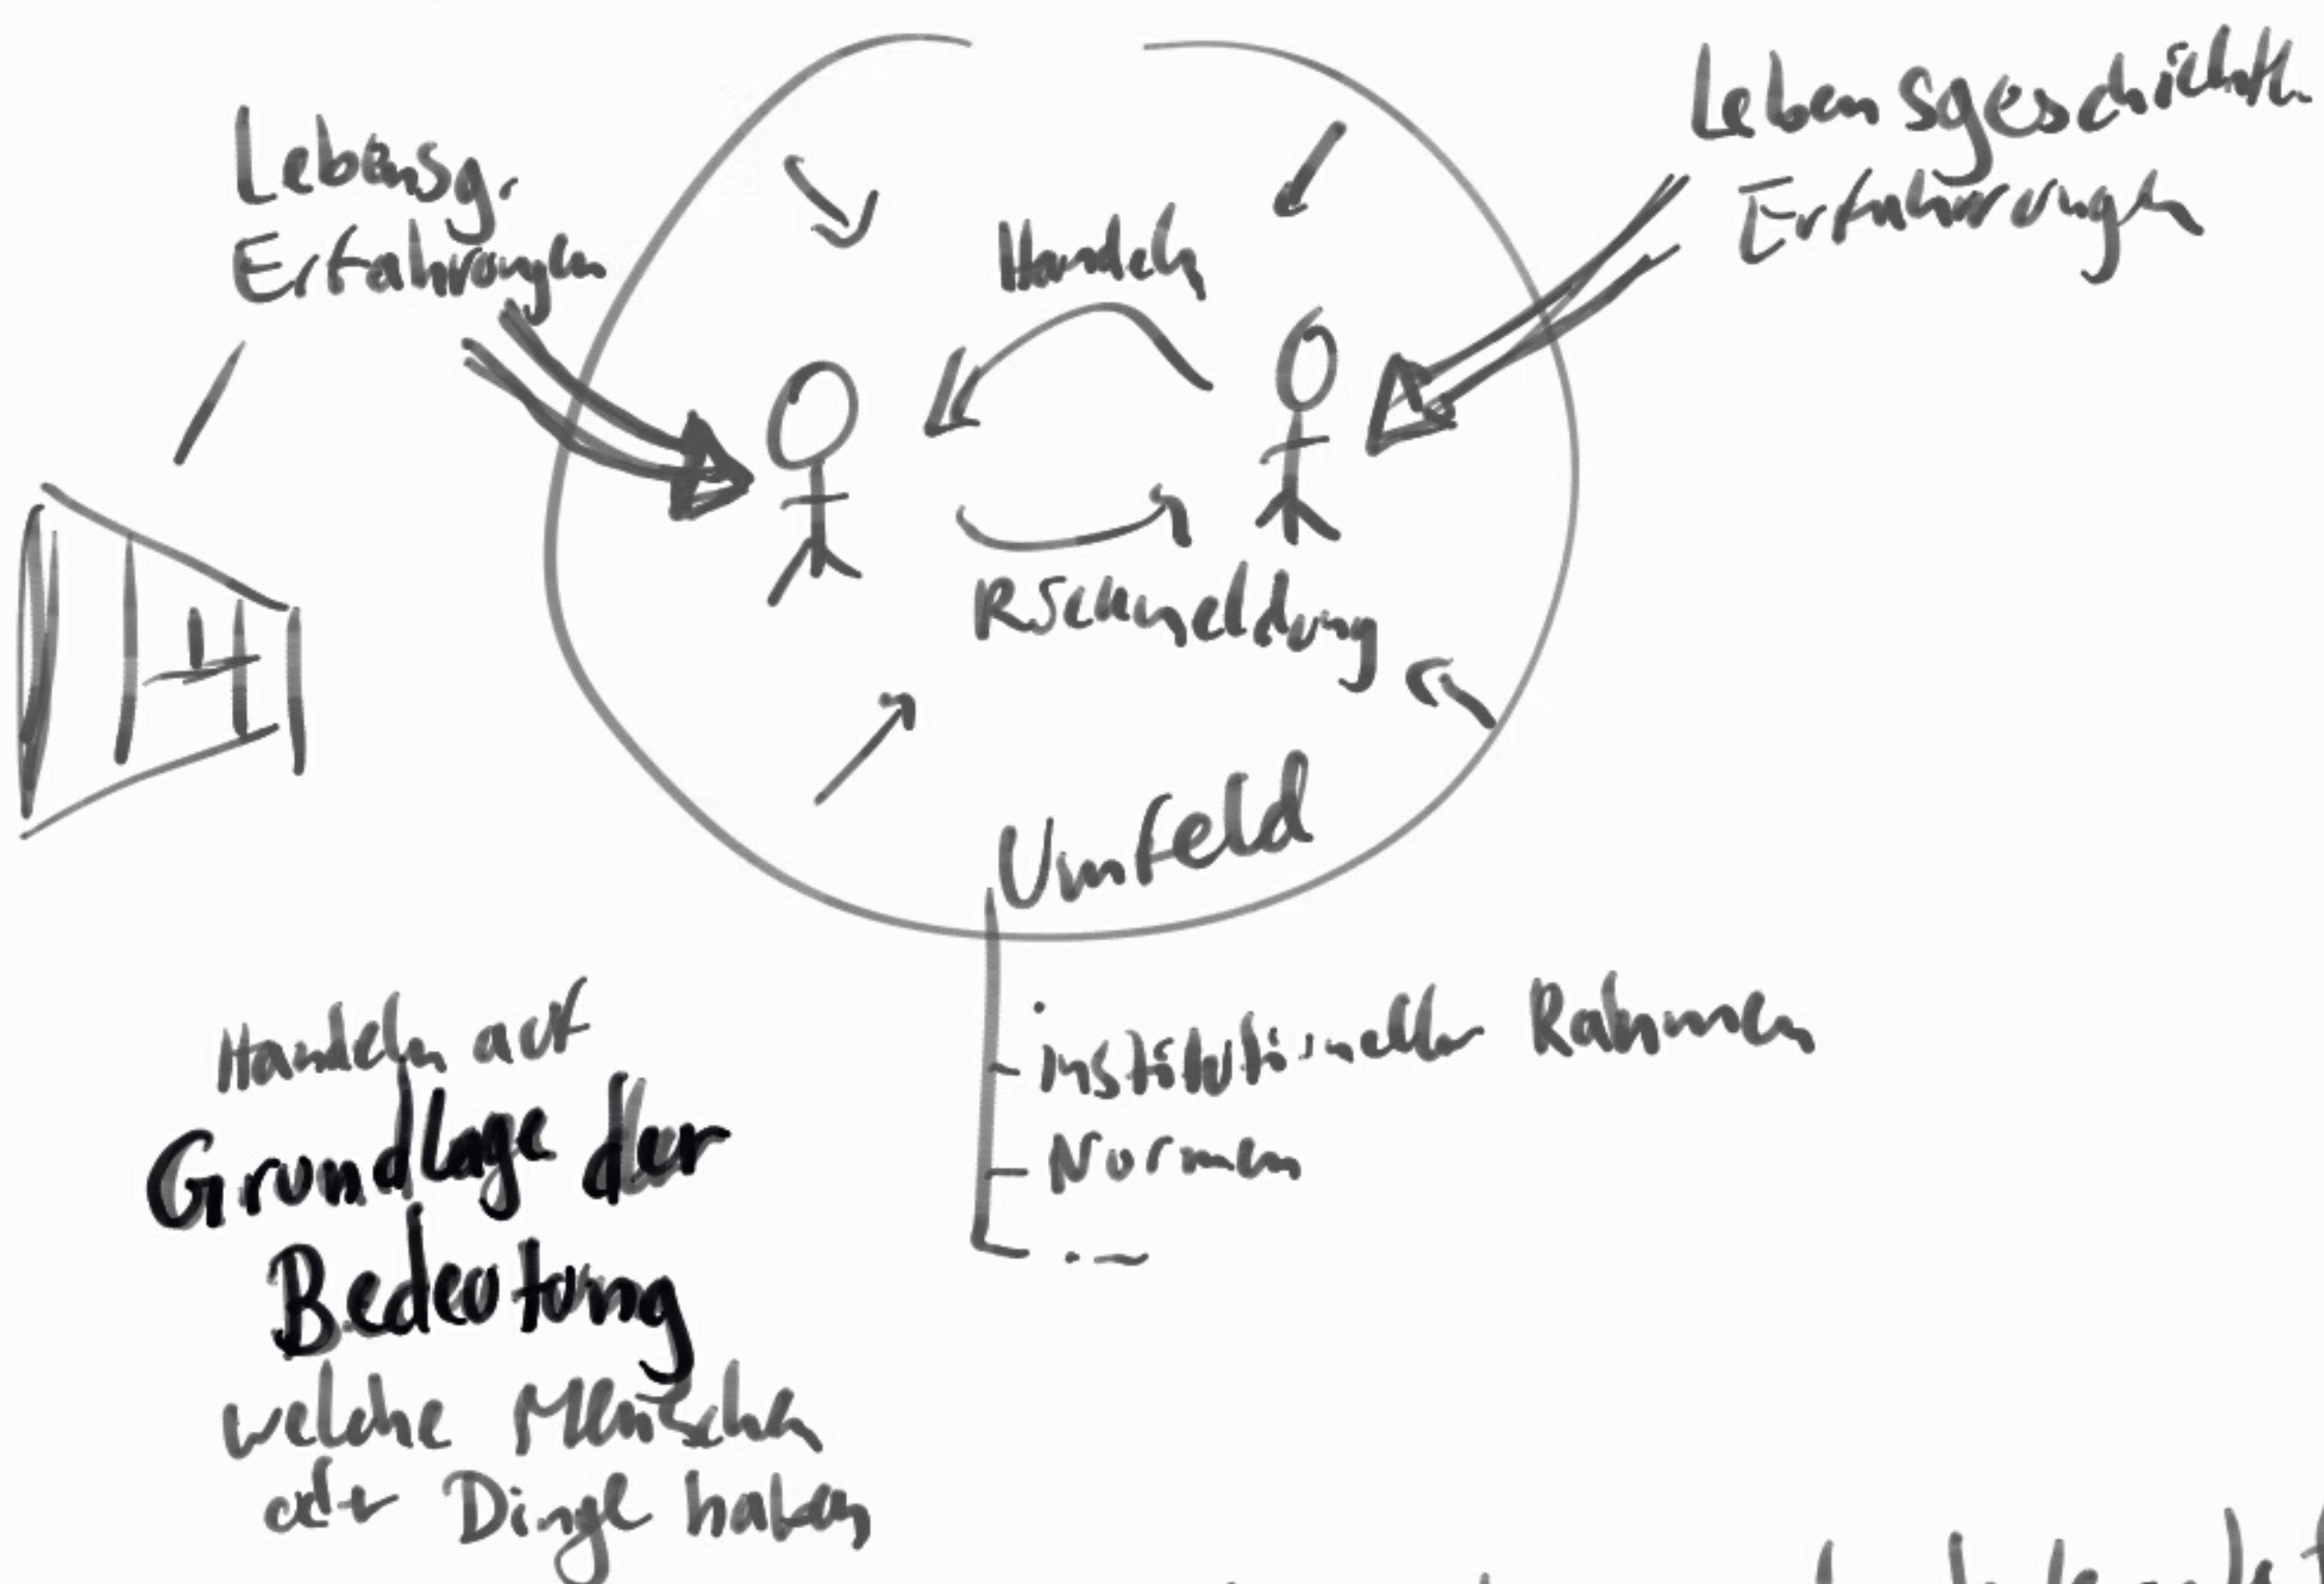 Lebensg.
Erfahrungen
Lebensgeschichtl.
Erfahrungen
Handeln
Rückmeldung
Umfeld
- institutioneller Rahmen
- Normen
Handeln auf
Grundlage der
Bedeutung
welche Menschen
oder Dinge haben